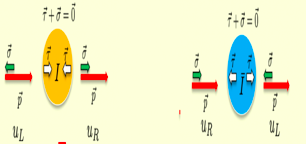 τ⃗ + σ⃗ = 0⃗
σ⃗ τ⃗ I τ⃗ σ⃗
p⃗ p⃗
u_L u_R
τ⃗ + σ⃗ = 0⃗
σ⃗ τ⃗ I τ⃗ σ⃗
p⃗ p⃗
u_R u_L